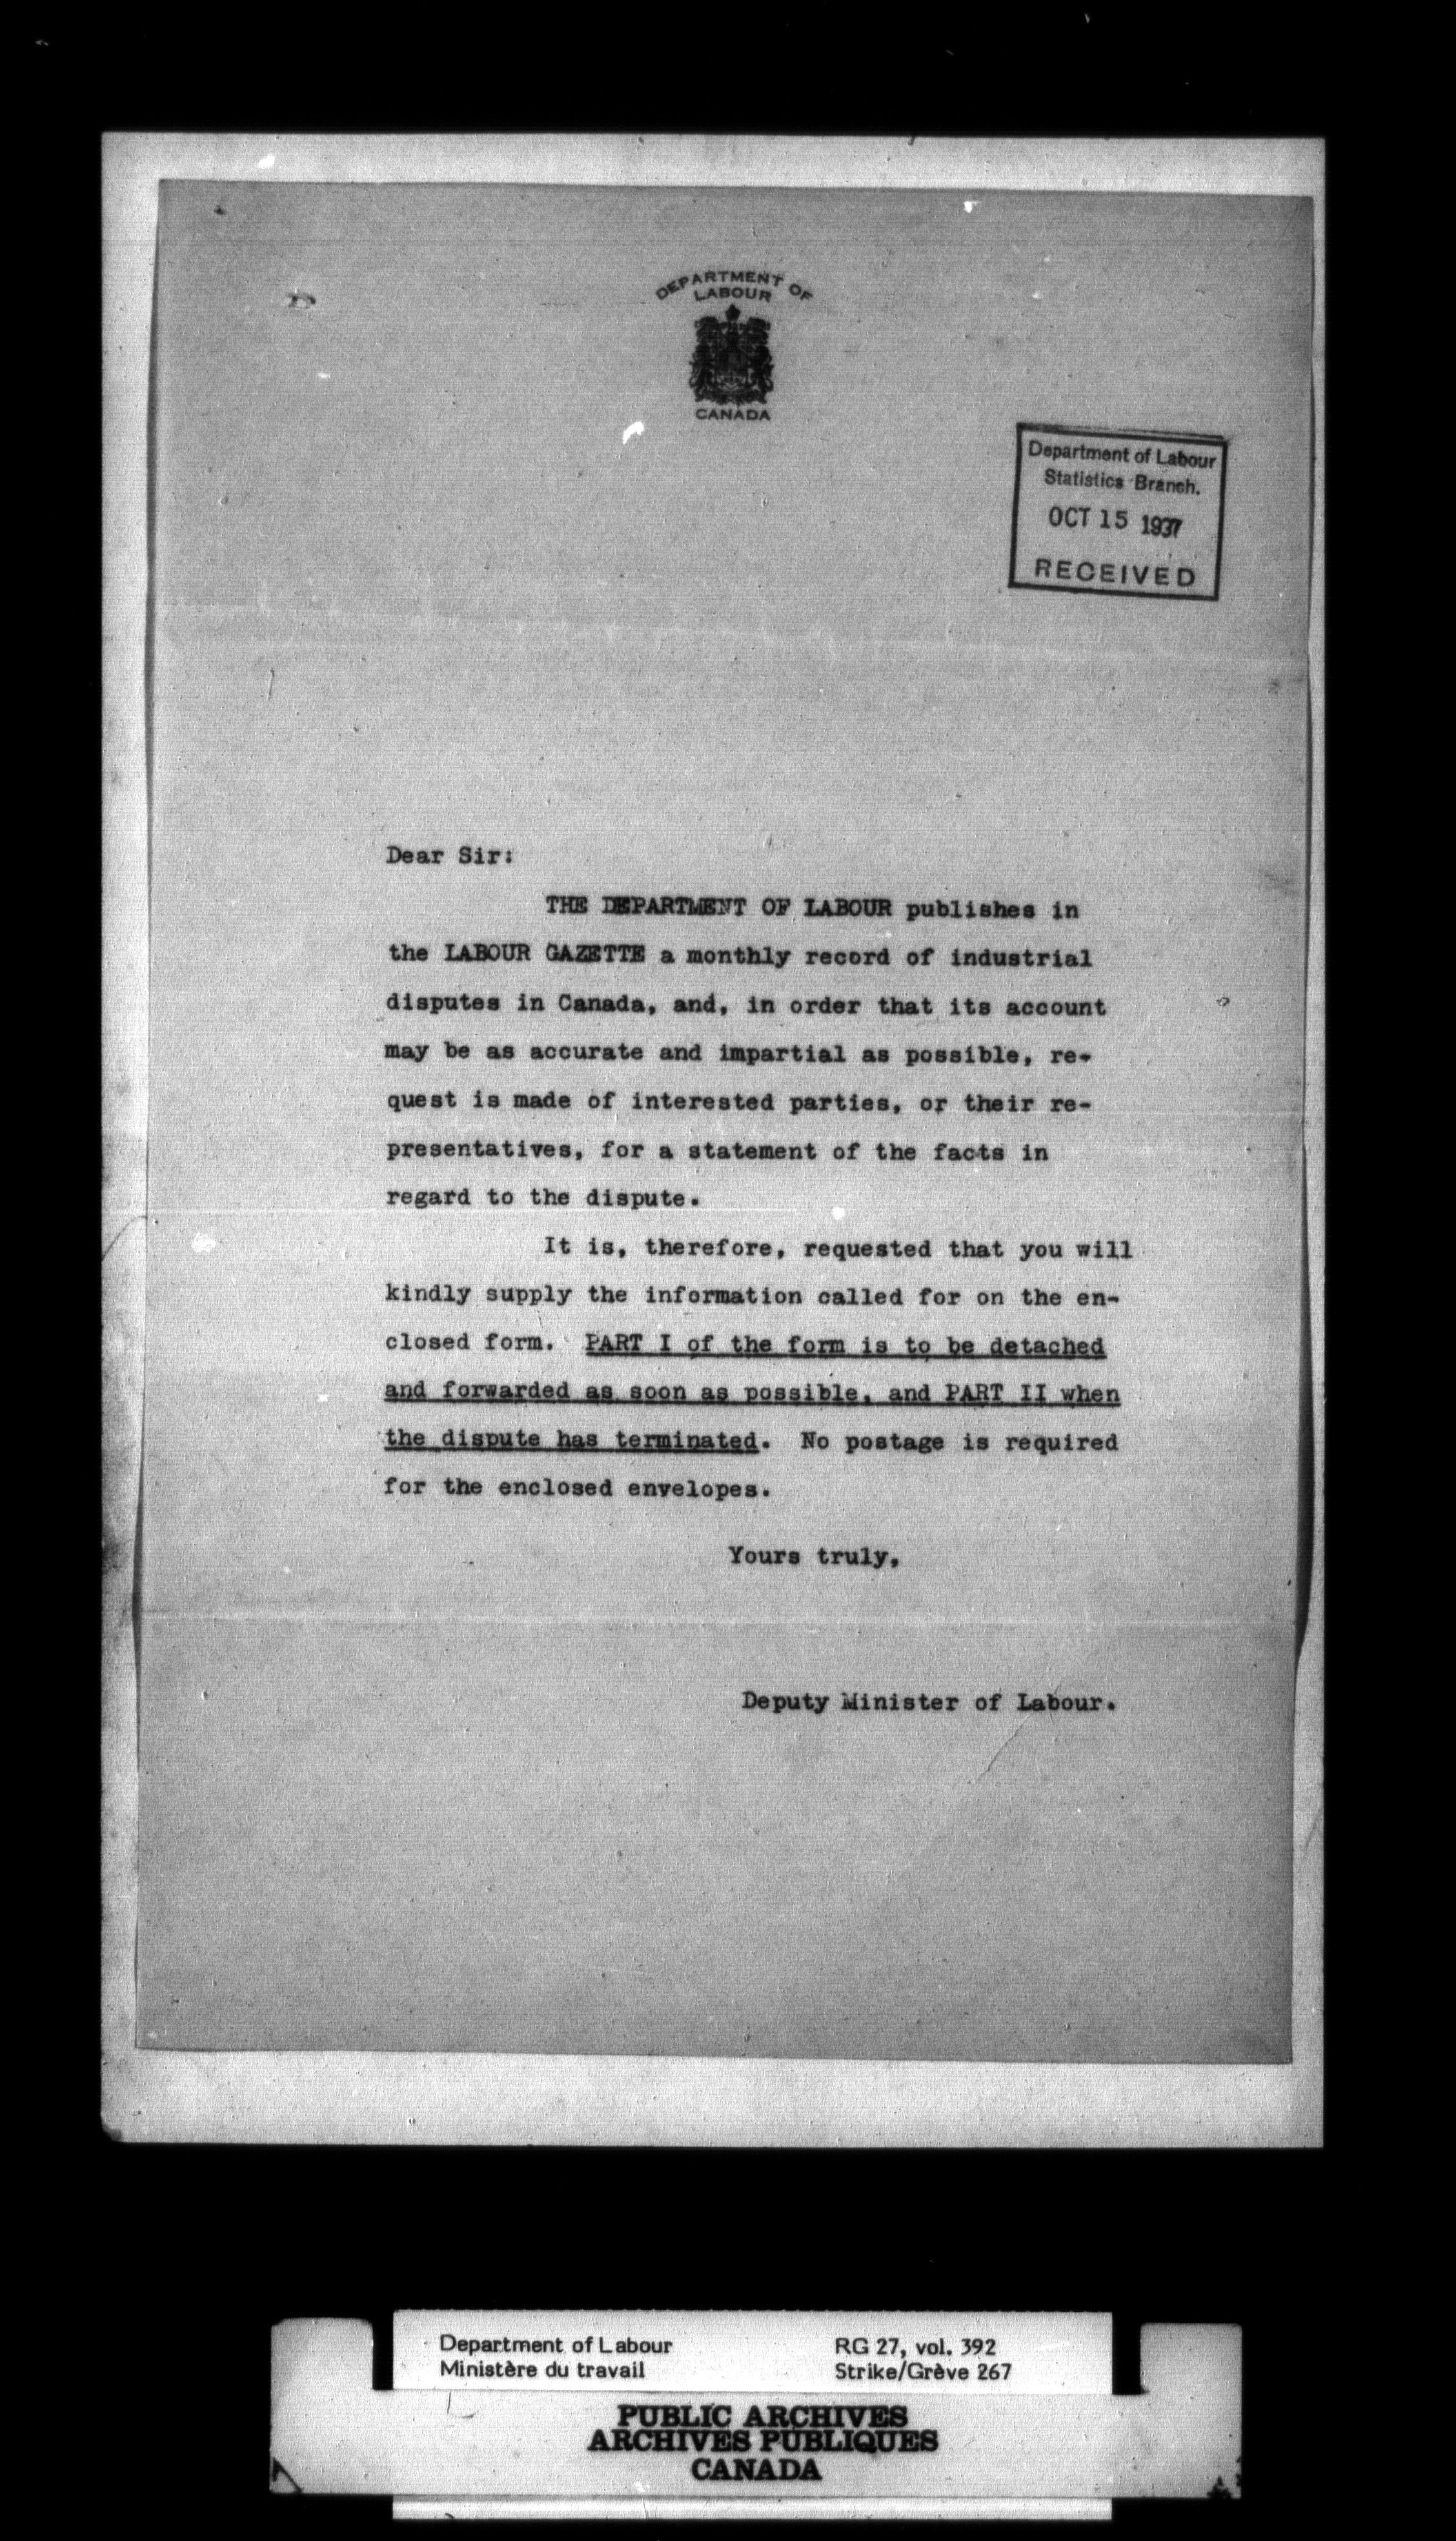 DEPARTMENT OF
LABOUR
CANADA
Department of Labour
Statistics Branch.
OCT 15 1937
RECEIVED
Dear Sir:
THE DEPARTMENT OF LABOUR publishes in
the LABOUR GAZETTE a monthly record of industrial
disputes in Canada, and, in order that its account
may be as accurate and impartial as possible, re-
quest is made of interested parties, or their re-
presentatives, for a statement of the facts in
regard to the dispute.
It is, therefore, requested that you will
kindly supply the information called for on the en-
closed form. PART I of the form is to be detached
and forwarded as soon as possible, and PART II when
the dispute has terminated. No postage is required
for the enclosed envelopes.
Yours truly,
Deputy Minister of Labour.
Department of Labour
Ministère du travail
RG 27, vol. 392
Strike/Grève 267
PUBLIC ARCHIVES
ARCHIVES PUBLIQUES
CANADA